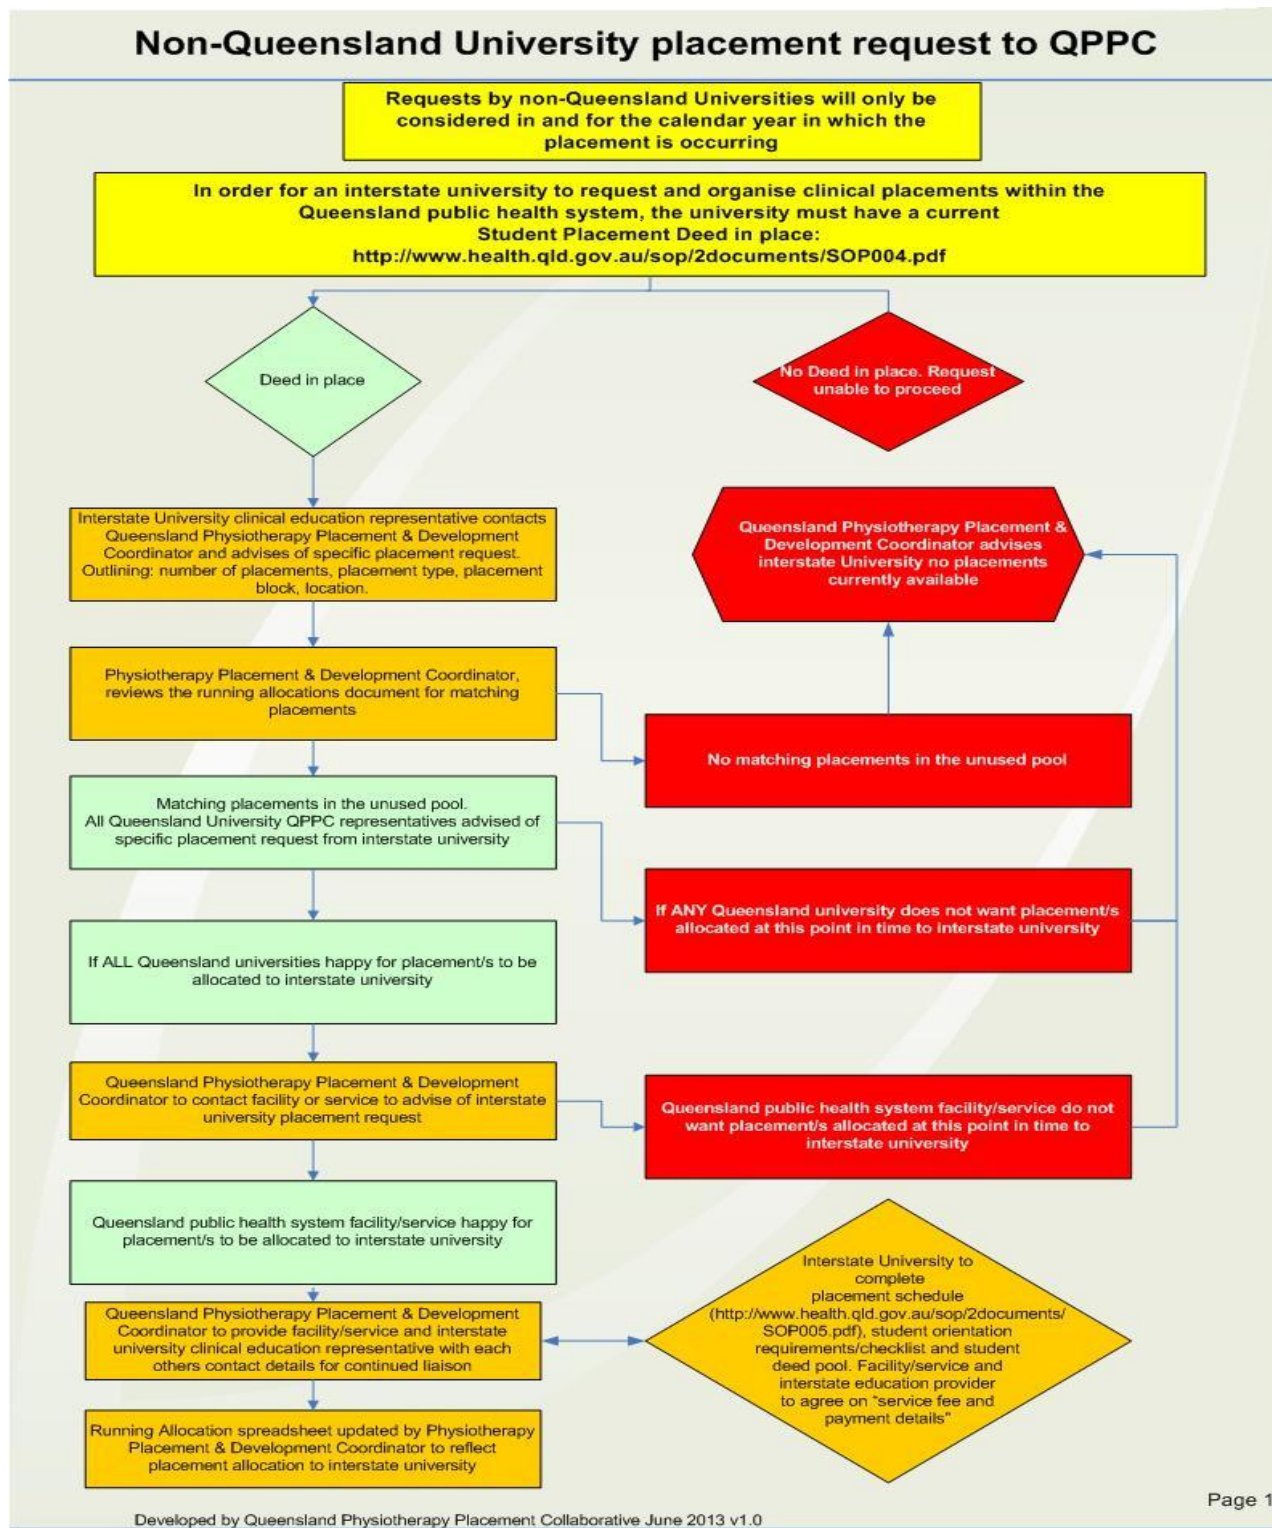 Non-Queensland University placement request to QPPC
Requests by non-Queensland Universities will only be
considered in and for the calendar year in which the
placement is occurring
In order for an interstate university to request and organise clinical placements within the
Queensland public health system, the university must have a current
Student Placement Deed in place:
http://www.health.qld.gov.au/sop/2documents/SOP004.pdf
Deed in place
No Deed in place. Request
unable to proceed
Interstate University clinical education representative contacts
Queensland Physiotherapy Placement & Development
Coordinator and advises of specific placement request.
Outlining: number of placements, placement type, placement
block, location.
Queensland Physiotherapy Placement &
Development Coordinator advises
interstate University no placements
currently available
Physiotherapy Placement & Development Coordinator,
reviews the running allocations document for matching
placements
No matching placements in the unused pool
Matching placements in the unused pool.
All Queensland University QPPC representatives advised of
specific placement request from interstate university
If ANY Queensland university does not want placement/s
allocated at this point in time to interstate university
If ALL Queensland universities happy for placement/s to be
allocated to interstate university
Queensland Physiotherapy Placement & Development
Coordinator to contact facility or service to advise of interstate
university placement request
Queensland public health system facility/service do not
want placement/s allocated at this point in time to
interstate university
Queensland public health system facility/service happy for
placement/s to be allocated to interstate university
Interstate University to
complete
placement schedule
(http://www.health.qld.gov.au/sop/2documents/
SOP005.pdf), student orientation
requirements/checklist and student
deed pool. Facility/service and
interstate education provider
to agree on "service fee and
payment details"
Queensland Physiotherapy Placement & Development
Coordinator to provide facility/service and interstate
university clinical education representative with each
others contact details for continued liaison
Running Allocation spreadsheet updated by Physiotherapy
Placement & Development Coordinator to reflect
placement allocation to interstate university
Page 1
Developed by Queensland Physiotherapy Placement Collaborative June 2013 v1.0